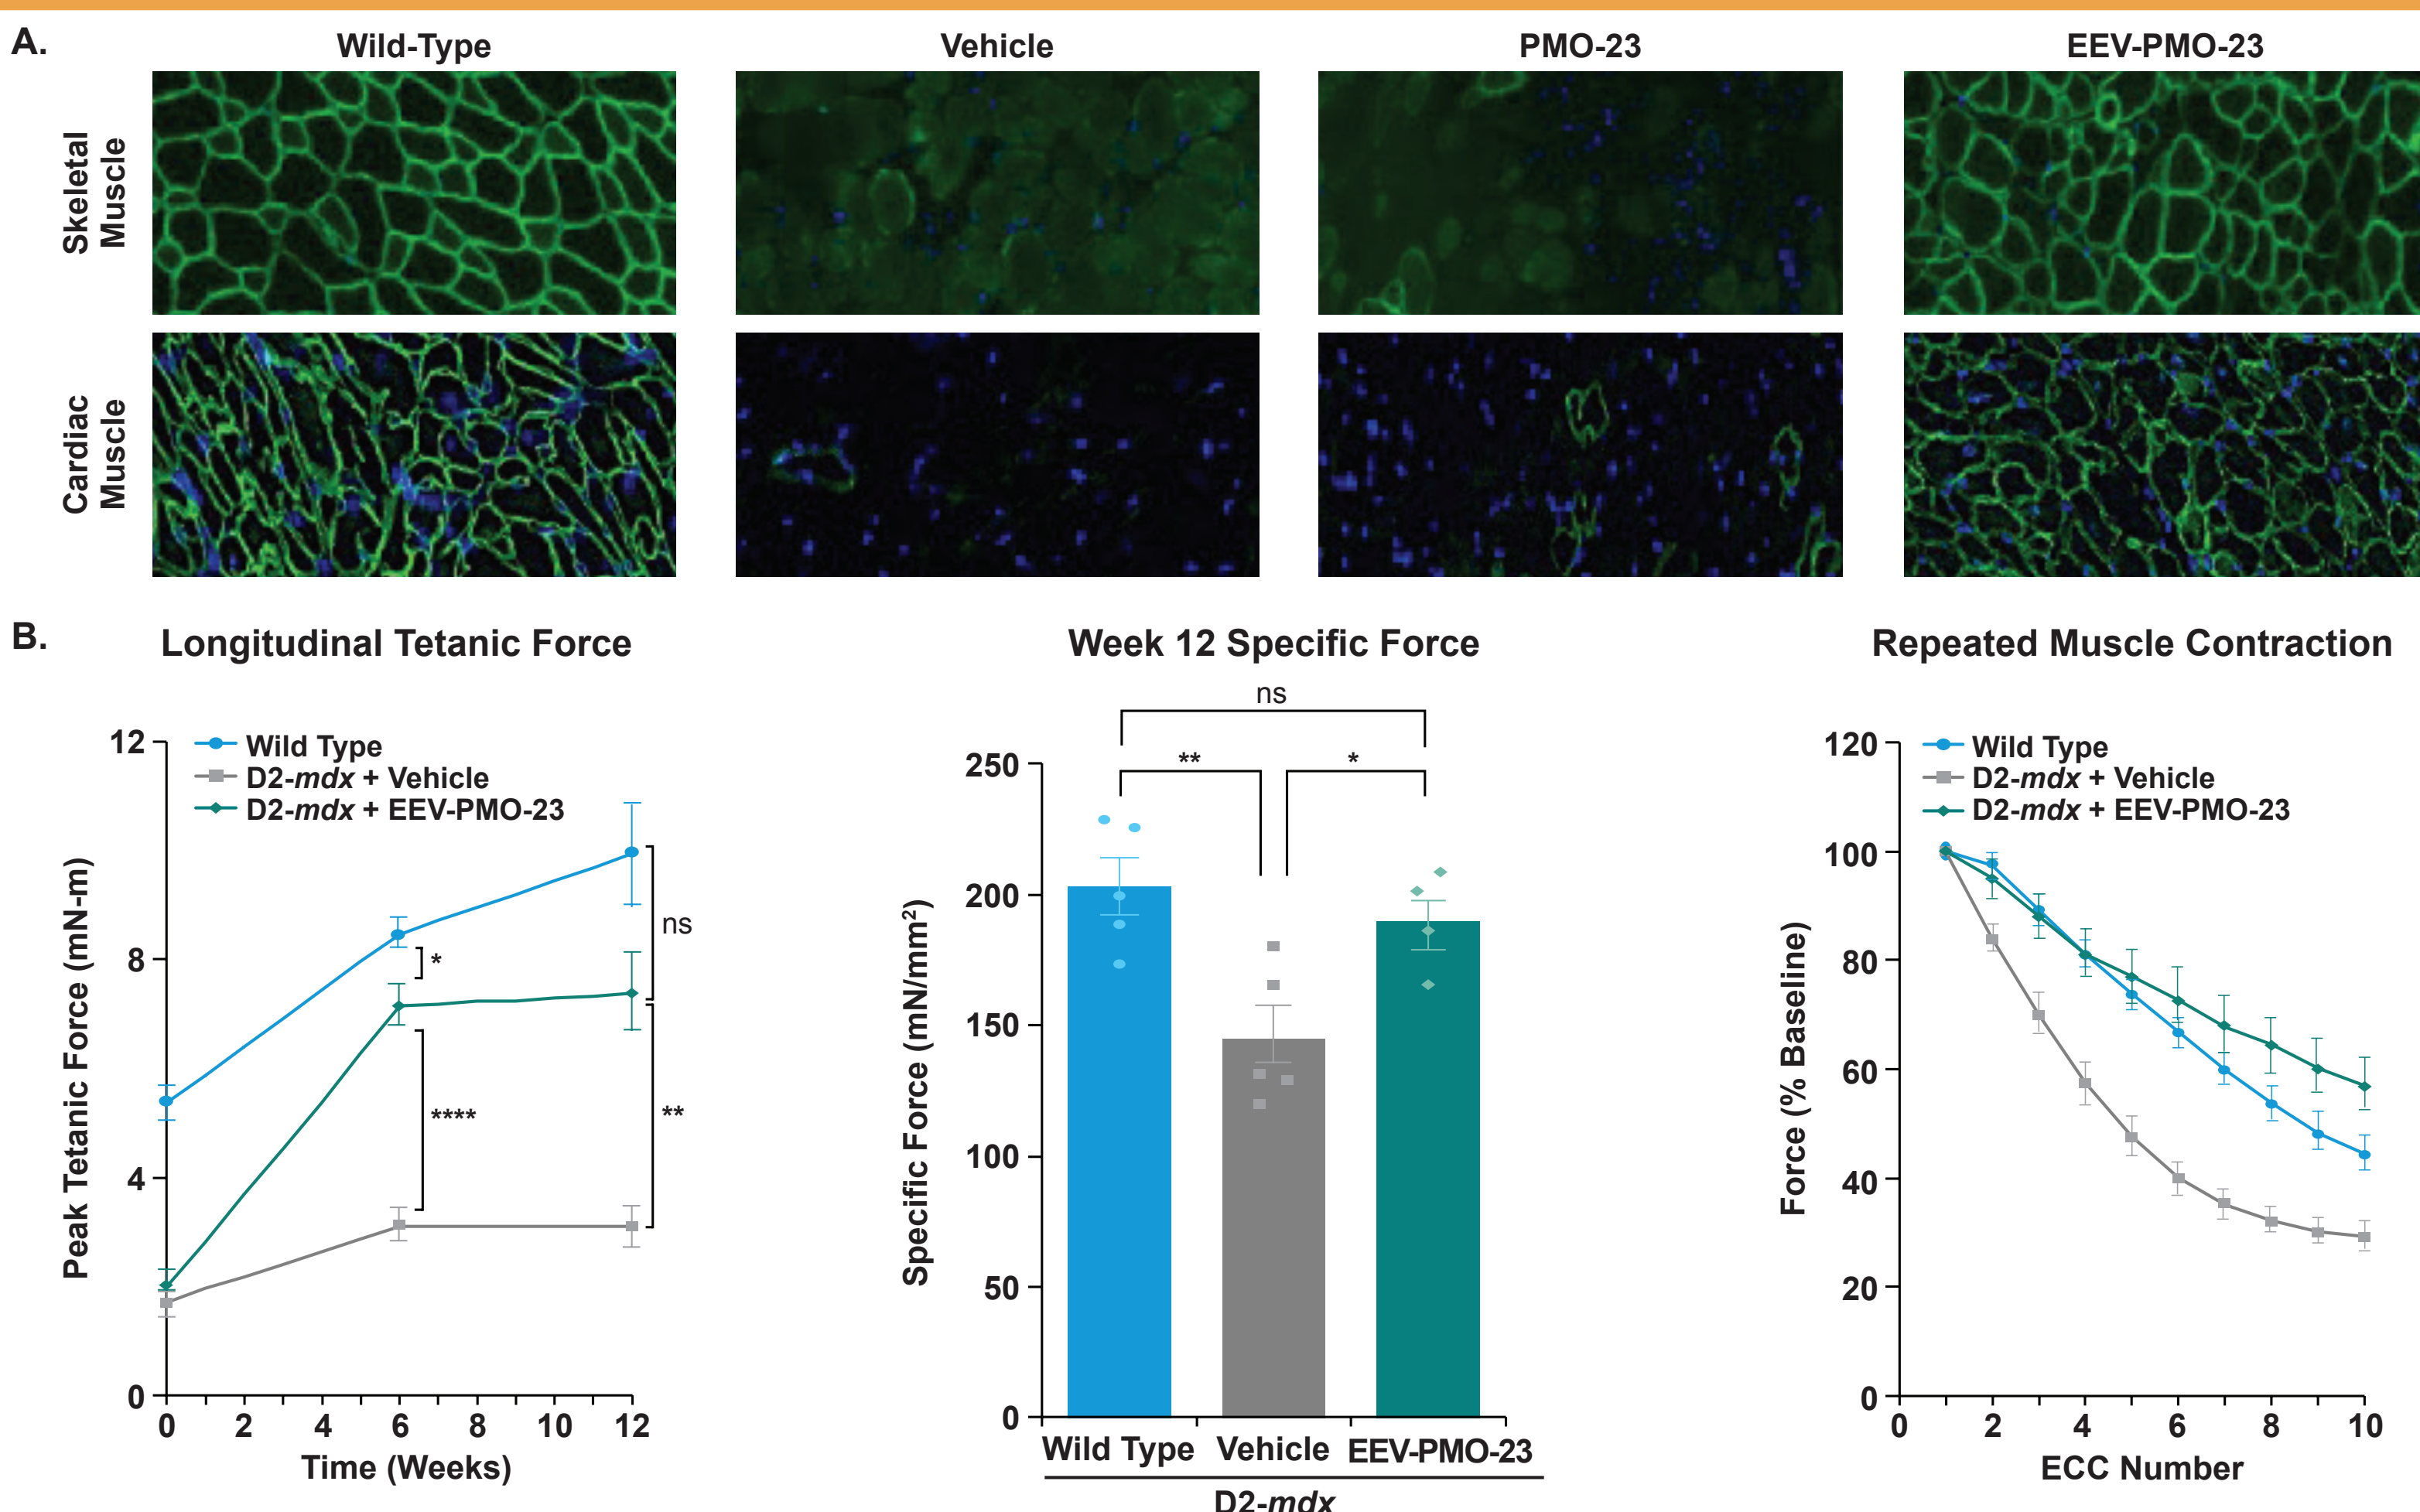 A.
Wild-Type
Vehicle
PMO-23
EEV-PMO-23
Skeletal
Muscle
Cardiac
Muscle
B.
Longitudinal Tetanic Force
Wild Type
D2-mdx + Vehicle
D2-mdx + EEV-PMO-23
Peak Tetanic Force (mN-m)
12
8
4
0
*
****
ns
**
0 2 4 6 8 10 12
Time (Weeks)
Week 12 Specific Force
ns
** *
Specific Force (mN/mm²)
250
200
150
100
50
0
Wild Type Vehicle EEV-PMO-23
D2-mdx
Repeated Muscle Contraction
Wild Type
D2-mdx + Vehicle
D2-mdx + EEV-PMO-23
Force (% Baseline)
120
100
80
60
40
20
0
0 2 4 6 8 10
ECC Number